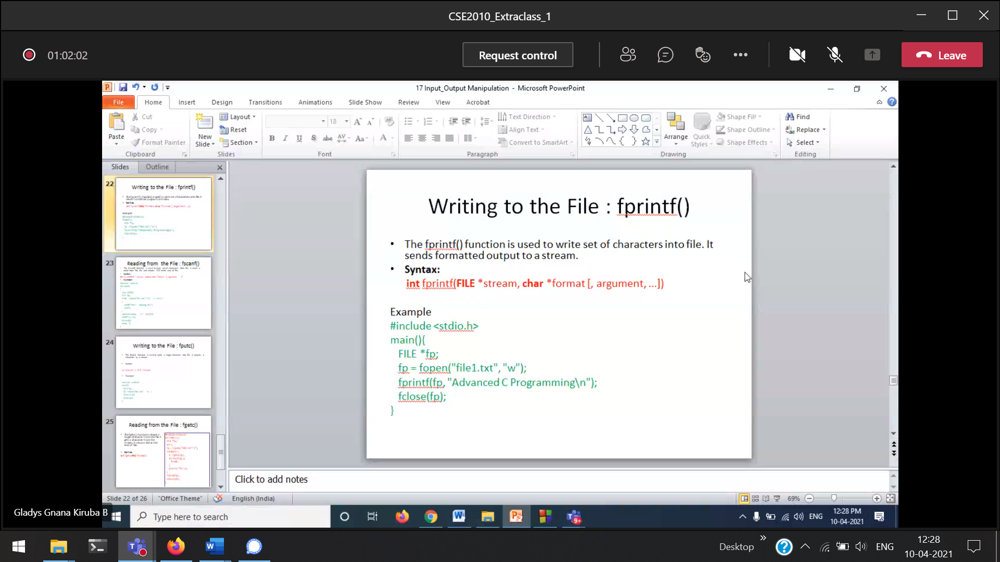 CSE2010_Extraclass_1
01:02:02
Request control
Leave
17 Input_Output Manipulation - Microsoft PowerPoint
File Home Insert Design Transitions Animations Slide Show Review View Acrobat
Paste
Cut
Copy
Format Painter
Clipboard
New Slide
Layout
Reset
Section
Slides
18
Font
Text Direction
Align Text
Convert to SmartArt
Paragraph
Arrange
Quick Styles
Shape Fill
Shape Outline
Shape Effects
Drawing
Find
Replace
Select
Editing
Slides Outline
22
Writing to the File : fprintf()
23
Reading from the File : fscanf()
24
Writing to the File : fputc()
25
Reading from the File : fgetc()
Writing to the File : fprintf()
• The fprintf() function is used to write set of characters into file. It
sends formatted output to a stream.
• Syntax:
int fprintf(FILE *stream, char *format [, argument, ...])
Example
#include <stdio.h>
main(){
FILE *fp;
fp = fopen("file1.txt", "w");
fprintf(fp, "Advanced C Programming\n");
fclose(fp);
}
Click to add notes
Slide 22 of 26 "Office Theme" English (India) 69%
Gladys Gnana Kiruba B
Type here to search
9+
ENG
12:28 PM
10-04-2021
Desktop
ENG
12:28
10-04-2021